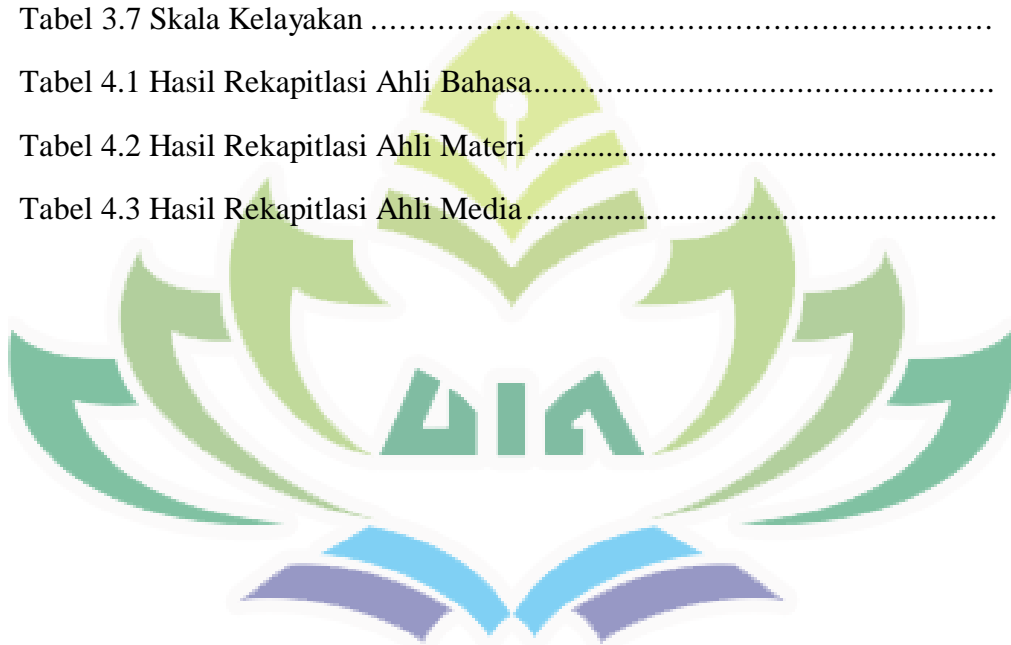 Tabel 3.7 Skala Kelayakan ……………………………………………………………
Tabel 4.1 Hasil Rekapitlasi Ahli Bahasa……………………………………………
Tabel 4.2 Hasil Rekapitlasi Ahli Materi ................................................................
Tabel 4.3 Hasil Rekapitlasi Ahli Media.................................................................
UIN